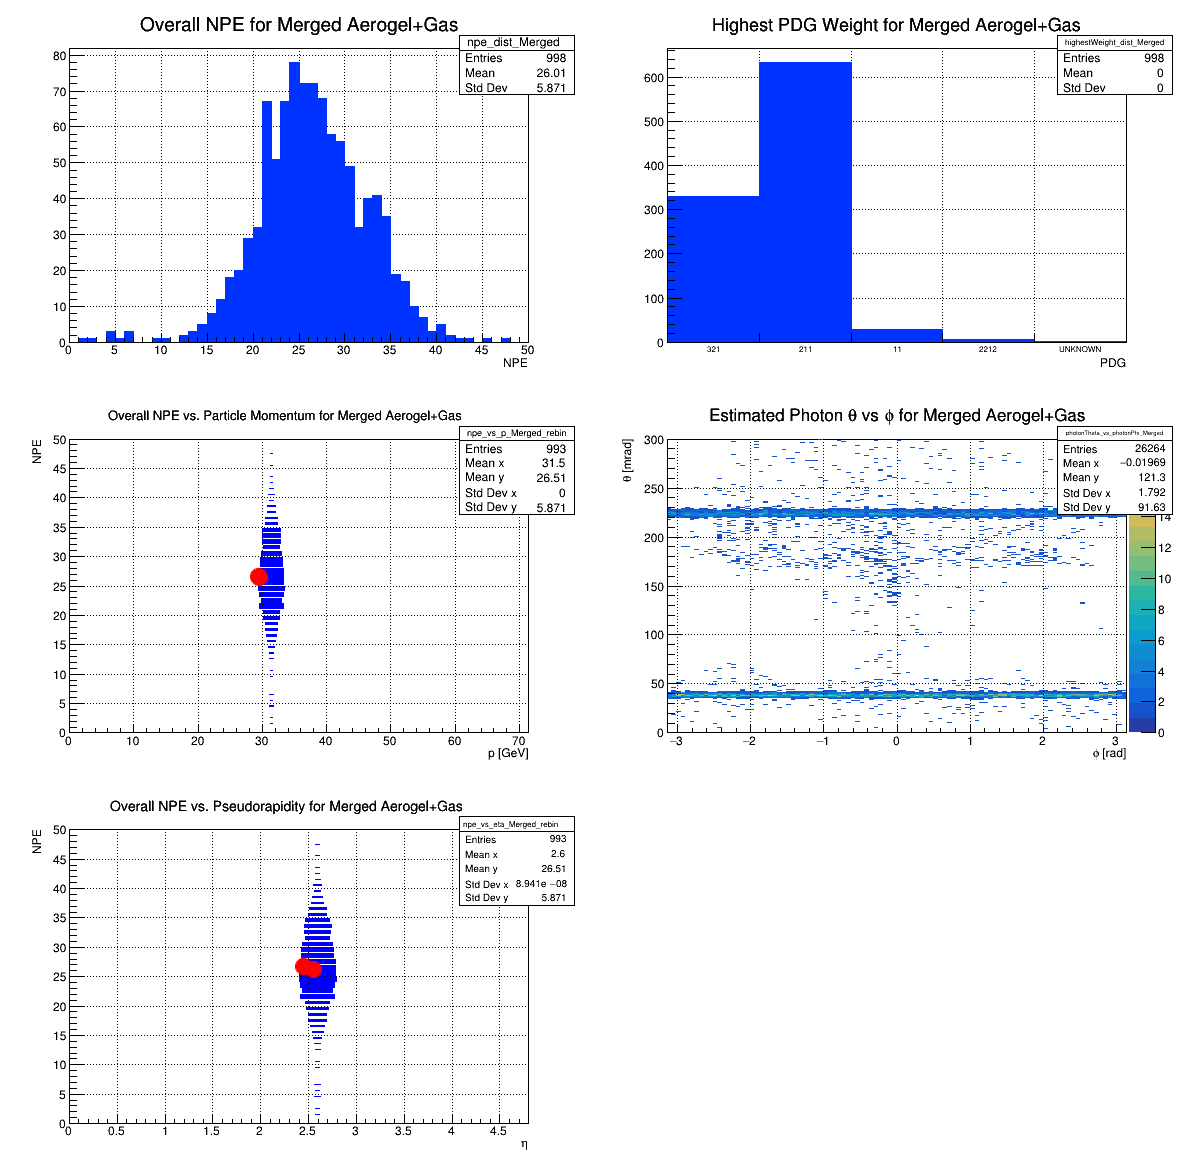 Overall NPE for Merged Aerogel+Gas
npe_dist_Merged
Entries 998
Mean 26.01
Std Dev 5.871
80
70
60
50
40
30
20
10
0
0 5 10 15 20 25 30 35 40 45 50
NPE
Highest PDG Weight for Merged Aerogel+Gas
highestWeight_dist_Merged
Entries 998
Mean 0
Std Dev 0
600
500
400
300
200
100
0
321 211 11 2212 UNKNOWN
PDG
Overall NPE vs. Particle Momentum for Merged Aerogel+Gas
npe_vs_p_Merged_rebin
Entries 993
Mean x 31.5
Mean y 26.51
Std Dev x 0
Std Dev y 5.871
NPE
50
45
40
35
30
25
20
15
10
5
0
0 10 20 30 40 50 60 70
p [GeV]
Estimated Photon θ vs ϕ for Merged Aerogel+Gas
photonTheta_vs_photonPhi_Merged
Entries 26264
Mean x −0.01969
Mean y 121.3
Std Dev x 1.792
Std Dev y 91.63
θ [mrad]
300
250
200
150
100
50
0
−3 −2 −1 0 1 2 3
ϕ [rad]
14
12
10
8
6
4
2
0
Overall NPE vs. Pseudorapidity for Merged Aerogel+Gas
npe_vs_eta_Merged_rebin
Entries 993
Mean x 2.6
Mean y 26.51
Std Dev x 8.941e −08
Std Dev y 5.871
NPE
50
45
40
35
30
25
20
15
10
5
0
0 0.5 1 1.5 2 2.5 3 3.5 4 4.5
η